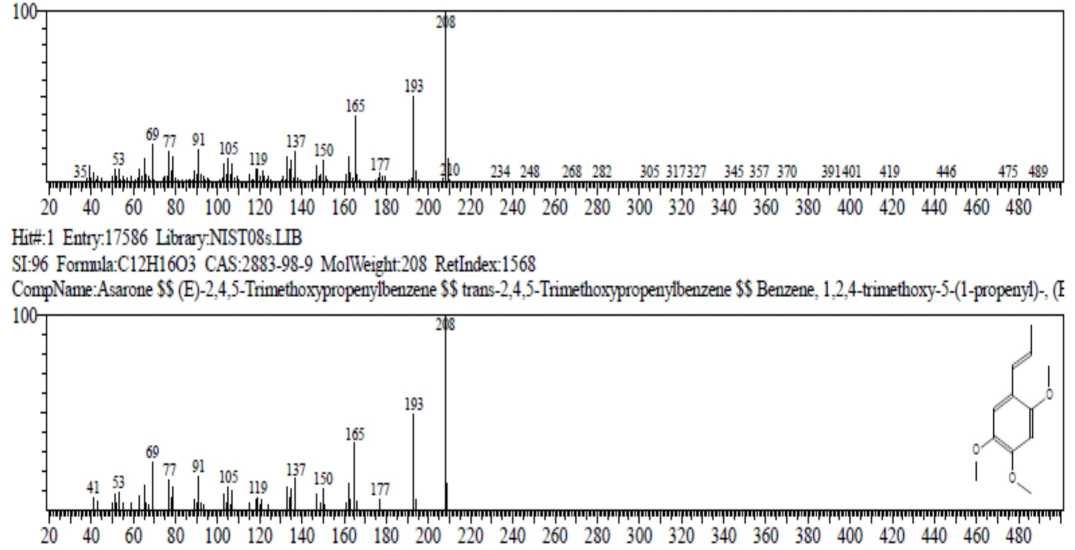 100
208
193
165
69 77 91 105 119 137 150 177
35 53 210 234 248 268 282 305 317 327 345 357 370 391 401 419 446 475 489
20 40 60 80 100 120 140 160 180 200 220 240 260 280 300 320 340 360 380 400 420 440 460 480
Hit#:1 Entry:17586 Library:NIST08s.LIB
SI:96 Formula:C12H16O3 CAS:2883-98-9 MolWeight:208 RetIndex:1568
CompName:Asarone $$ (E)-2,4,5-Trimethoxypropenylbenzene $$ trans-2,4,5-Trimethoxypropenylbenzene $$ Benzene, 1,2,4-trimethoxy-5-(1-propenyl)-, (E
100
208
193
165
69 77 91 105 119 137 150 177
41 53
O
O
O
20 40 60 80 100 120 140 160 180 200 220 240 260 280 300 320 340 360 380 400 420 440 460 480